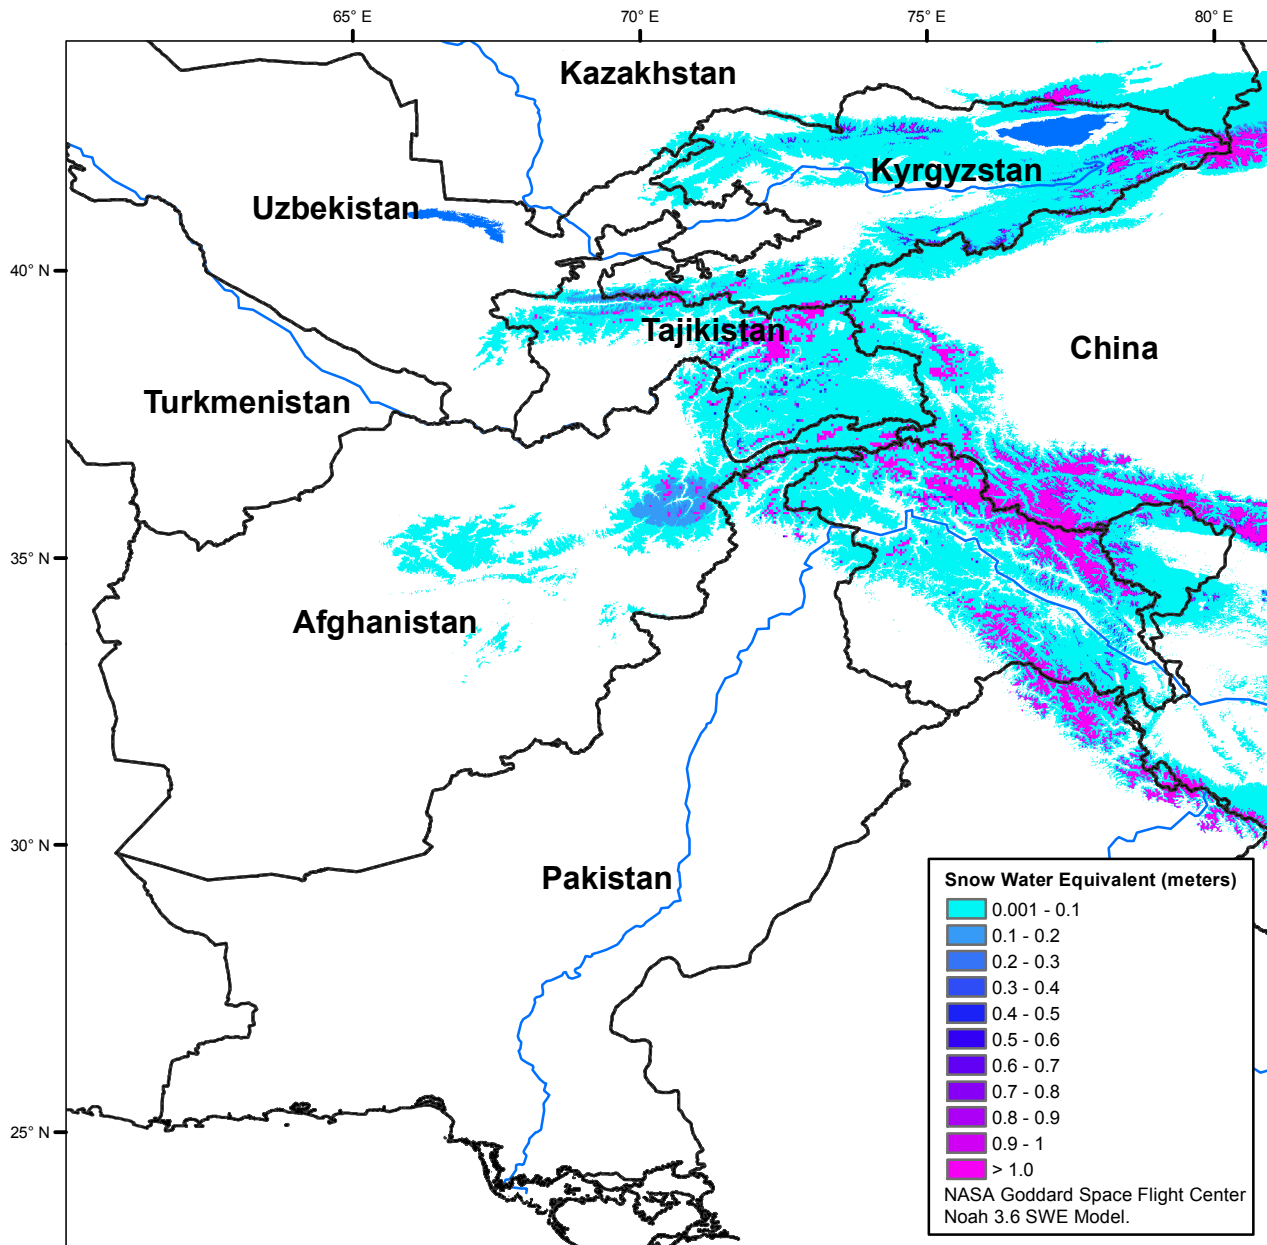 65° E
70° E
75° E
80° E
Kazakhstan
Kyrgyzstan
Uzbekistan
40° N
Tajikistan
China
Turkmenistan
35° N
Afghanistan
30° N
Pakistan
25° N
Snow Water Equivalent (meters)
0.001 - 0.1
0.1 - 0.2
0.2 - 0.3
0.3 - 0.4
0.4 - 0.5
0.5 - 0.6
0.6 - 0.7
0.7 - 0.8
0.8 - 0.9
0.9 - 1
> 1.0
NASA Goddard Space Flight Center
Noah 3.6 SWE Model.